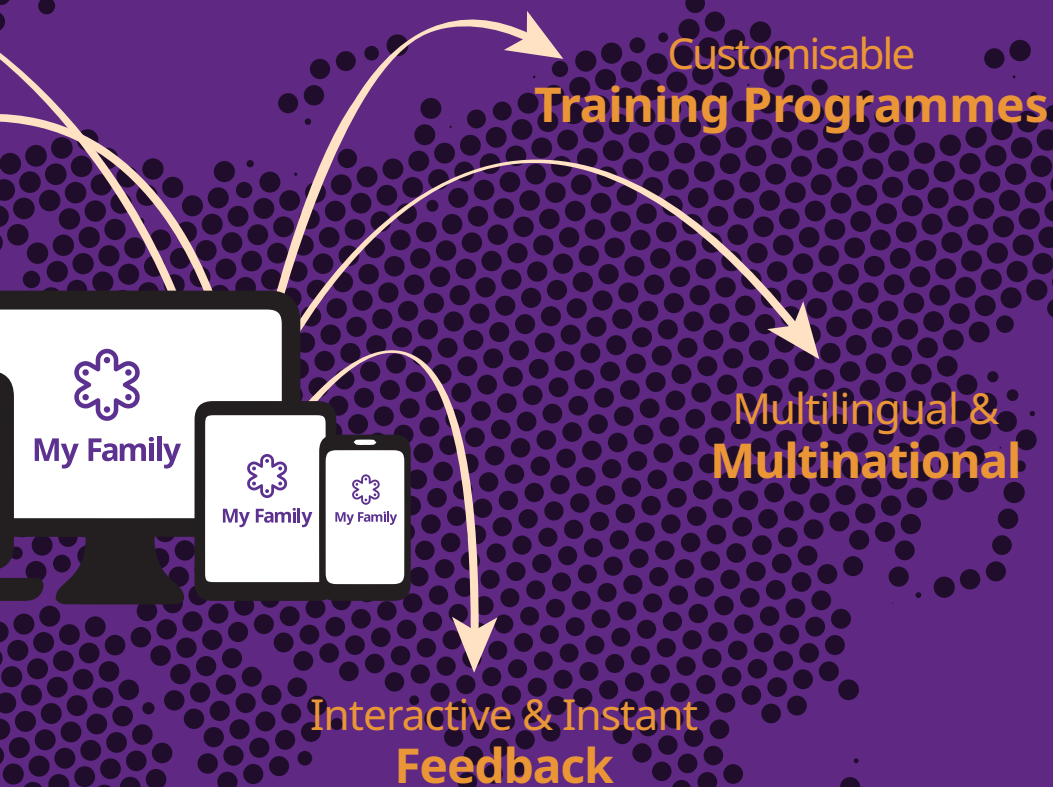 Customisable
Training Programmes
Multilingual &
Multinational
My Family
My Family
My Family
Interactive & Instant
Feedback